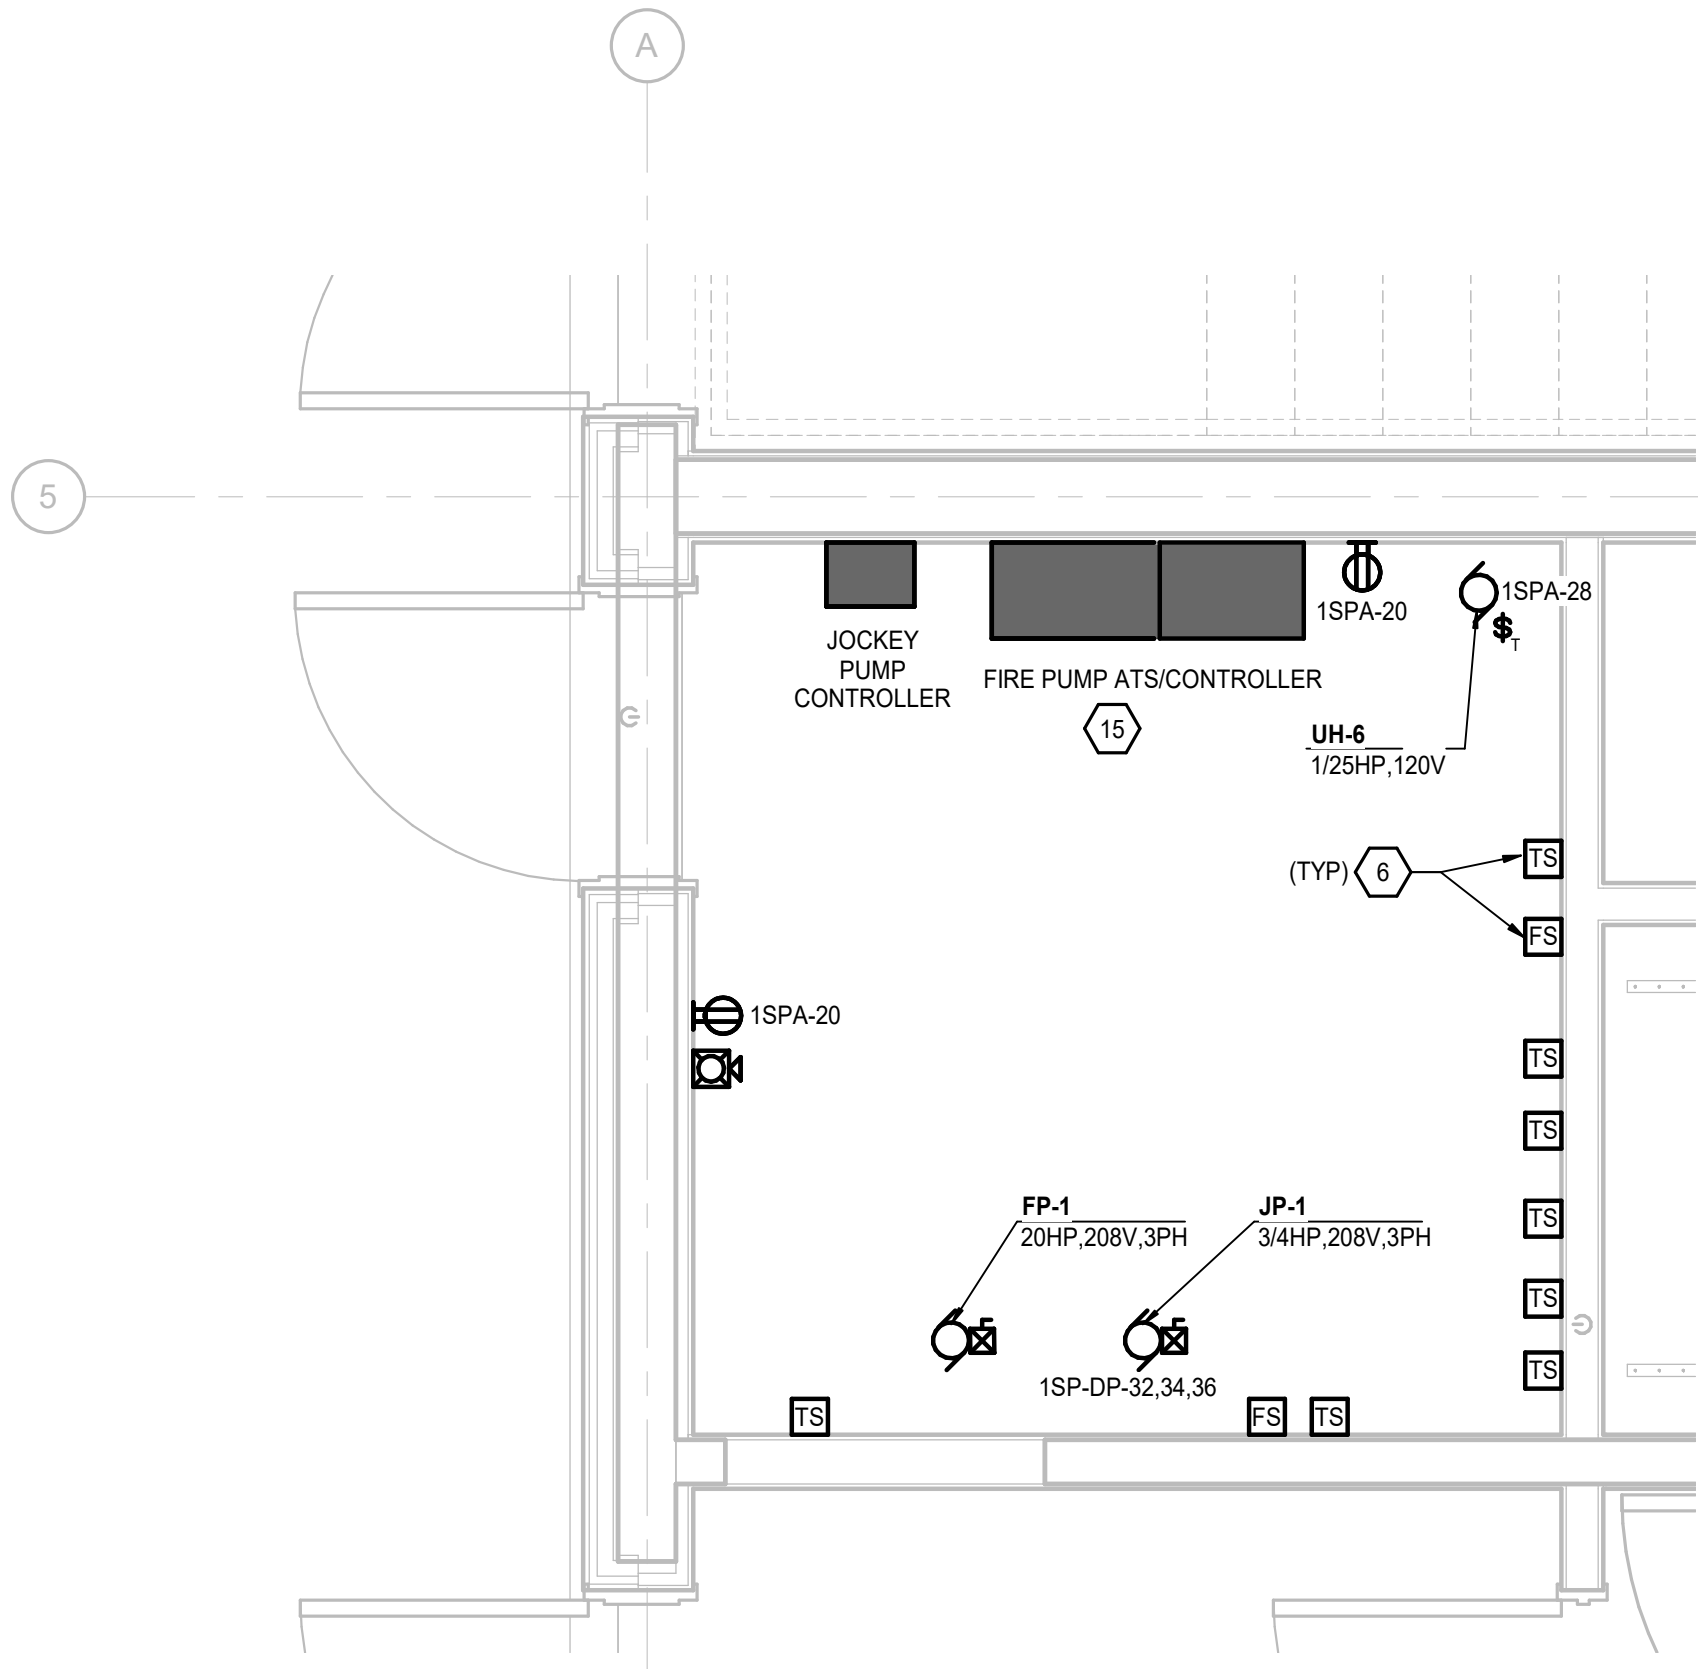 A
5
1SPA-20
1SPA-28
$T
JOCKEY
PUMP
CONTROLLER
FIRE PUMP ATS/CONTROLLER
15
UH-6
1/25HP,120V
(TYP)
6
TS
FS
1SPA-20
TS
TS
FP-1
20HP,208V,3PH
JP-1
3/4HP,208V,3PH
TS
TS
TS
1SP-DP-32,34,36
TS
FS
TS